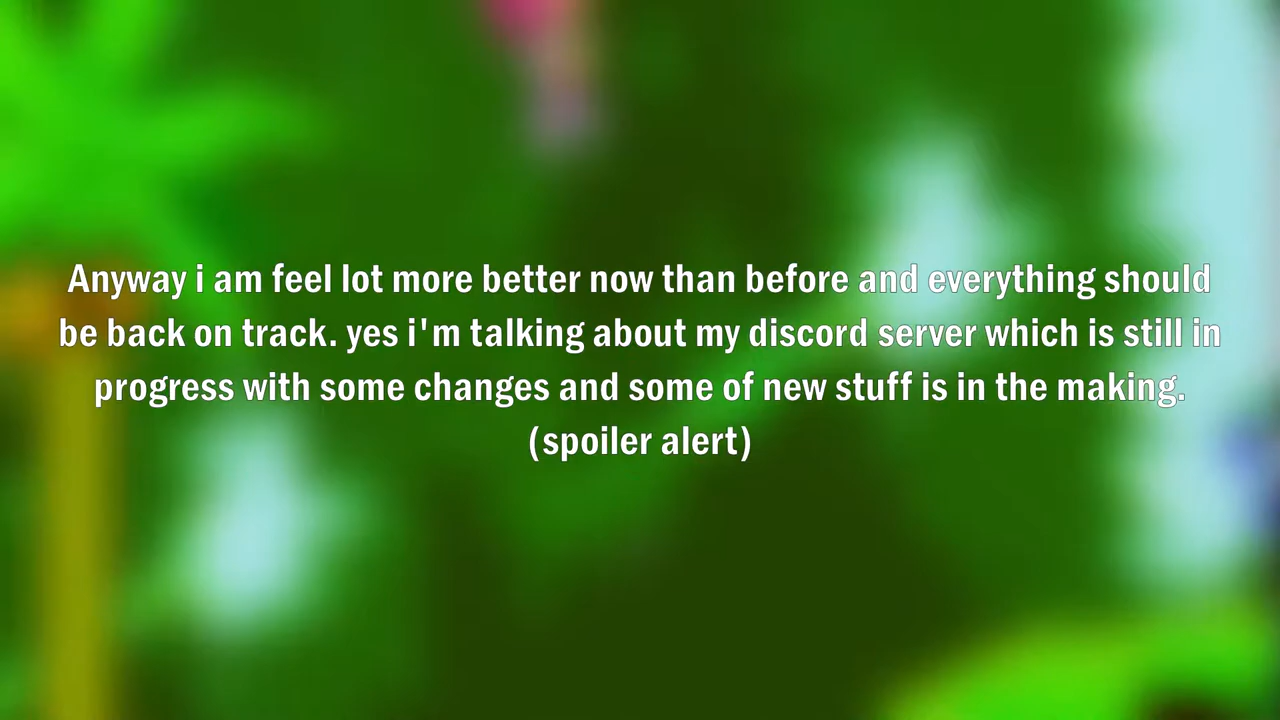 Anyway i am feel lot more better now than before and everything should
be back on track. yes i'm talking about my discord server which is still in
progress with some changes and some of new stuff is in the making.
(spoiler alert)